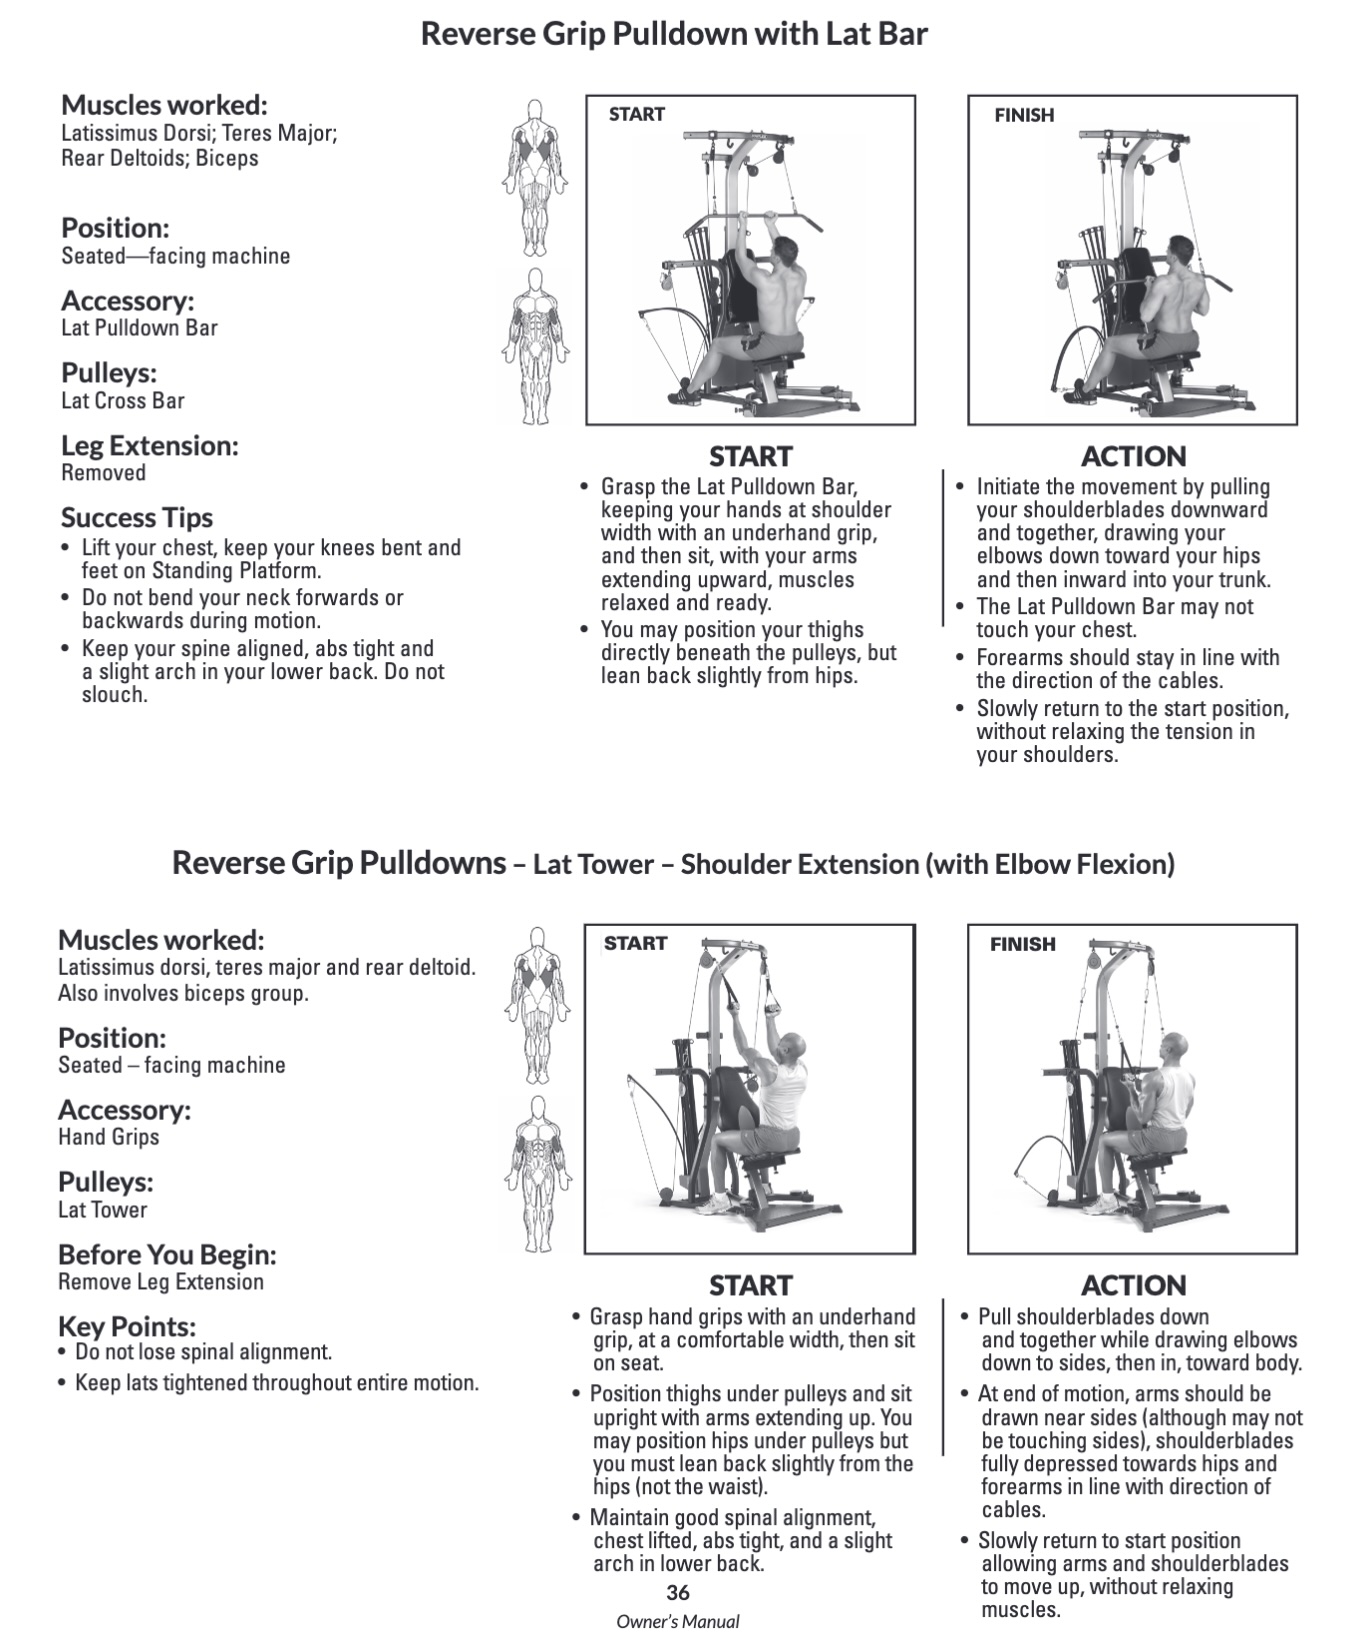 Reverse Grip Pulldown with Lat Bar
Muscles worked:
Latissimus Dorsi; Teres Major;
Rear Deltoids; Biceps
Position:
Seated—facing machine
Accessory:
Lat Pulldown Bar
Pulleys:
Lat Cross Bar
Leg Extension:
Removed
Success Tips
• Lift your chest, keep your knees bent and
feet on Standing Platform.
• Do not bend your neck forwards or
backwards during motion.
• Keep your spine aligned, abs tight and
a slight arch in your lower back. Do not
slouch.
START
FINISH
START
• Grasp the Lat Pulldown Bar,
keeping your hands at shoulder
width with an underhand grip,
and then sit, with your arms
extending upward, muscles
relaxed and ready.
• You may position your thighs
directly beneath the pulleys, but
lean back slightly from hips.
ACTION
• Initiate the movement by pulling
your shoulderblades downward
and together, drawing your
elbows down toward your hips
and then inward into your trunk.
• The Lat Pulldown Bar may not
touch your chest.
• Forearms should stay in line with
the direction of the cables.
• Slowly return to the start position,
without relaxing the tension in
your shoulders.
Reverse Grip Pulldowns – Lat Tower – Shoulder Extension (with Elbow Flexion)
Muscles worked:
Latissimus dorsi, teres major and rear deltoid.
Also involves biceps group.
Position:
Seated – facing machine
Accessory:
Hand Grips
Pulleys:
Lat Tower
Before You Begin:
Remove Leg Extension
Key Points:
• Do not lose spinal alignment.
• Keep lats tightened throughout entire motion.
START
FINISH
START
• Grasp hand grips with an underhand
grip, at a comfortable width, then sit
on seat.
• Position thighs under pulleys and sit
upright with arms extending up. You
may position hips under pulleys but
you must lean back slightly from the
hips (not the waist).
• Maintain good spinal alignment,
chest lifted, abs tight, and a slight
arch in lower back.
ACTION
• Pull shoulderblades down
and together while drawing elbows
down to sides, then in, toward body.
• At end of motion, arms should be
drawn near sides (although may not
be touching sides), shoulderblades
fully depressed towards hips and
forearms in line with direction of
cables.
• Slowly return to start position
allowing arms and shoulderblades
to move up, without relaxing
muscles.
36
Owner's Manual